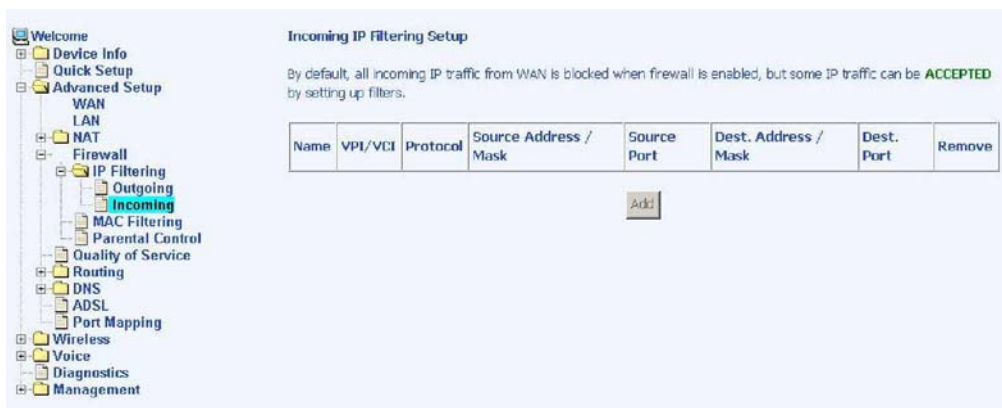 Welcome
Device Info
Quick Setup
Advanced Setup
WAN
LAN
NAT
Firewall
IP Filtering
Outgoing
Incoming
MAC Filtering
Parental Control
Quality of Service
Routing
DNS
ADSL
Port Mapping
Wireless
Voice
Diagnostics
Management
Incoming IP Filtering Setup
By default, all incoming IP traffic from WAN is blocked when firewall is enabled, but some IP traffic can be ACCEPTED
by setting up filters.
Name VPI/VCI Protocol Source Address / Mask Source Port Dest. Address / Mask Dest. Port Remove
Add